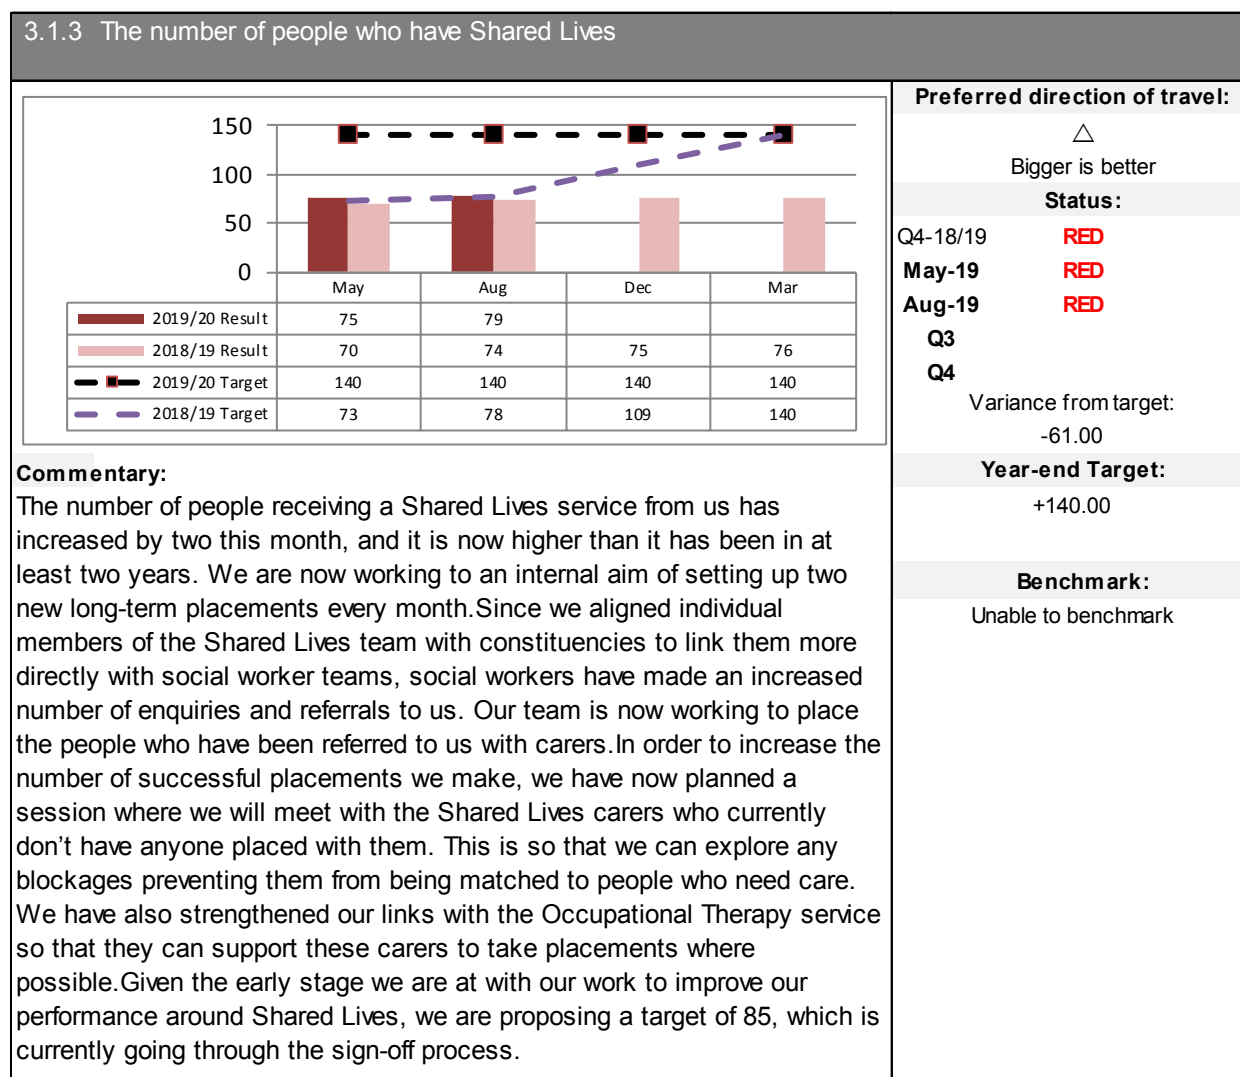 3.1.3 The number of people who have Shared Lives
150
100
50
0
May Aug Dec Mar
2019/20 Result 75 79
2018/19 Result 70 74 75 76
2019/20 Target 140 140 140 140
2018/19 Target 73 78 109 140
Commentary:
The number of people receiving a Shared Lives service from us has
increased by two this month, and it is now higher than it has been in at
least two years. We are now working to an internal aim of setting up two
new long-term placements every month.Since we aligned individual
members of the Shared Lives team with constituencies to link them more
directly with social worker teams, social workers have made an increased
number of enquiries and referrals to us. Our team is now working to place
the people who have been referred to us with carers.In order to increase the
number of successful placements we make, we have now planned a
session where we will meet with the Shared Lives carers who currently
don’t have anyone placed with them. This is so that we can explore any
blockages preventing them from being matched to people who need care.
We have also strengthened our links with the Occupational Therapy service
so that they can support these carers to take placements where
possible.Given the early stage we are at with our work to improve our
performance around Shared Lives, we are proposing a target of 85, which is
currently going through the sign-off process.
Preferred direction of travel:
△
Bigger is better
Status:
Q4-18/19 RED
May-19 RED
Aug-19 RED
Q3
Q4
Variance from target:
-61.00
Year-end Target:
+140.00
Benchmark:
Unable to benchmark